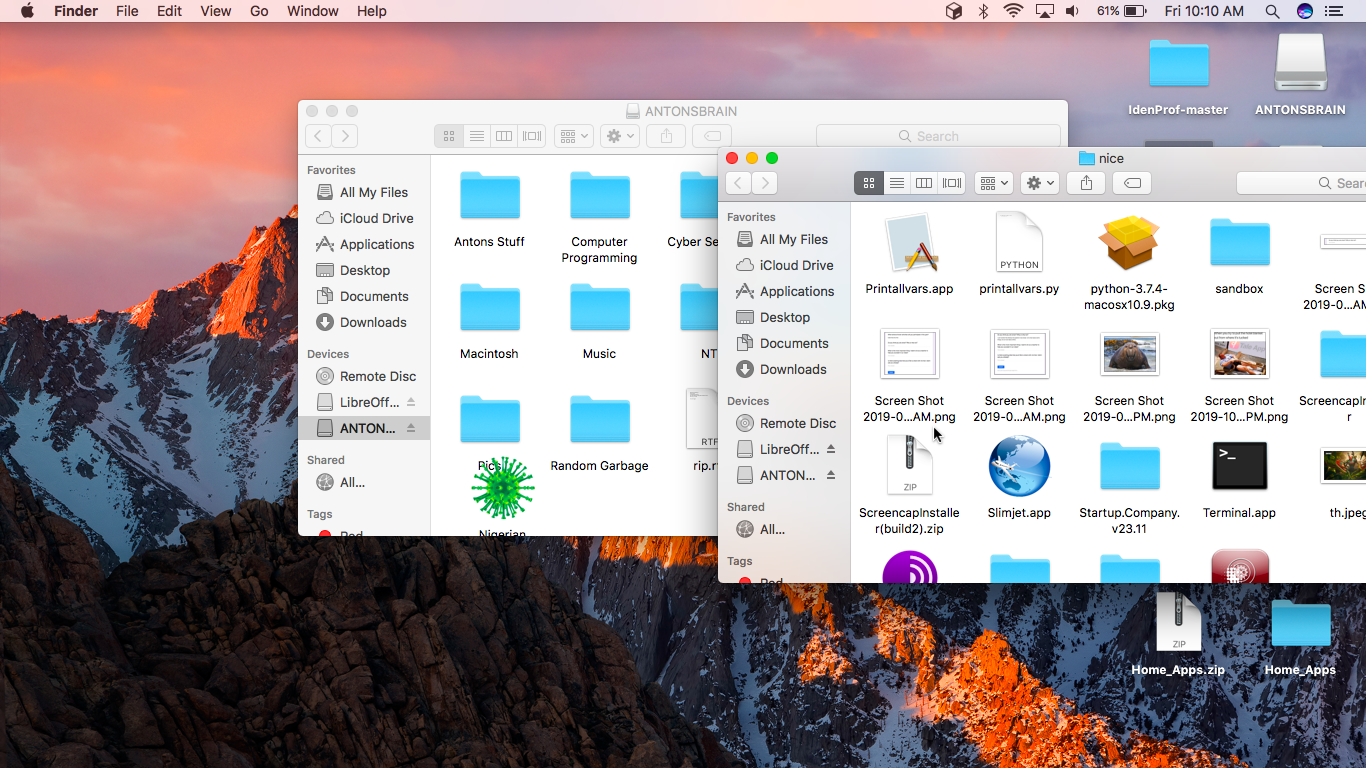 Finder File Edit View Go Window Help 61% Fri 10:10 AM
IdenProf-master ANTONSBRAIN
ANTONSBRAIN
Search
Favorites
All My Files
iCloud Drive
Applications
Desktop
Documents
Downloads
Devices
Remote Disc
LibreOff...
ANTON...
Shared
All...
Tags
Red
Antons Stuff
Computer
Programming
Cyber Se
Macintosh
Music
NT
Pics
Random Garbage
RTF
rip.r
Nigerian
nice
Sear
Favorites
All My Files
iCloud Drive
Applications
Desktop
Documents
Downloads
Devices
Remote Disc
LibreOff...
ANTON...
Shared
All...
Tags
Red
Printallvars.app
PYTHON
printallvars.py
python-3.7.4-
macosx10.9.pkg
sandbox
Screen S
2019-0...AM
Screen Shot
2019-0...AM.png
Screen Shot
2019-0...AM.png
Screen Shot
2019-0...PM.png
Screen Shot
2019-10...PM.png
ScreencapIn
r
ZIP
ScreencapInstalle
r(build2).zip
Slimjet.app
Startup.Company.
v23.11
>_
Terminal.app
th.jpeg
ZIP
Home_Apps.zip Home_Apps